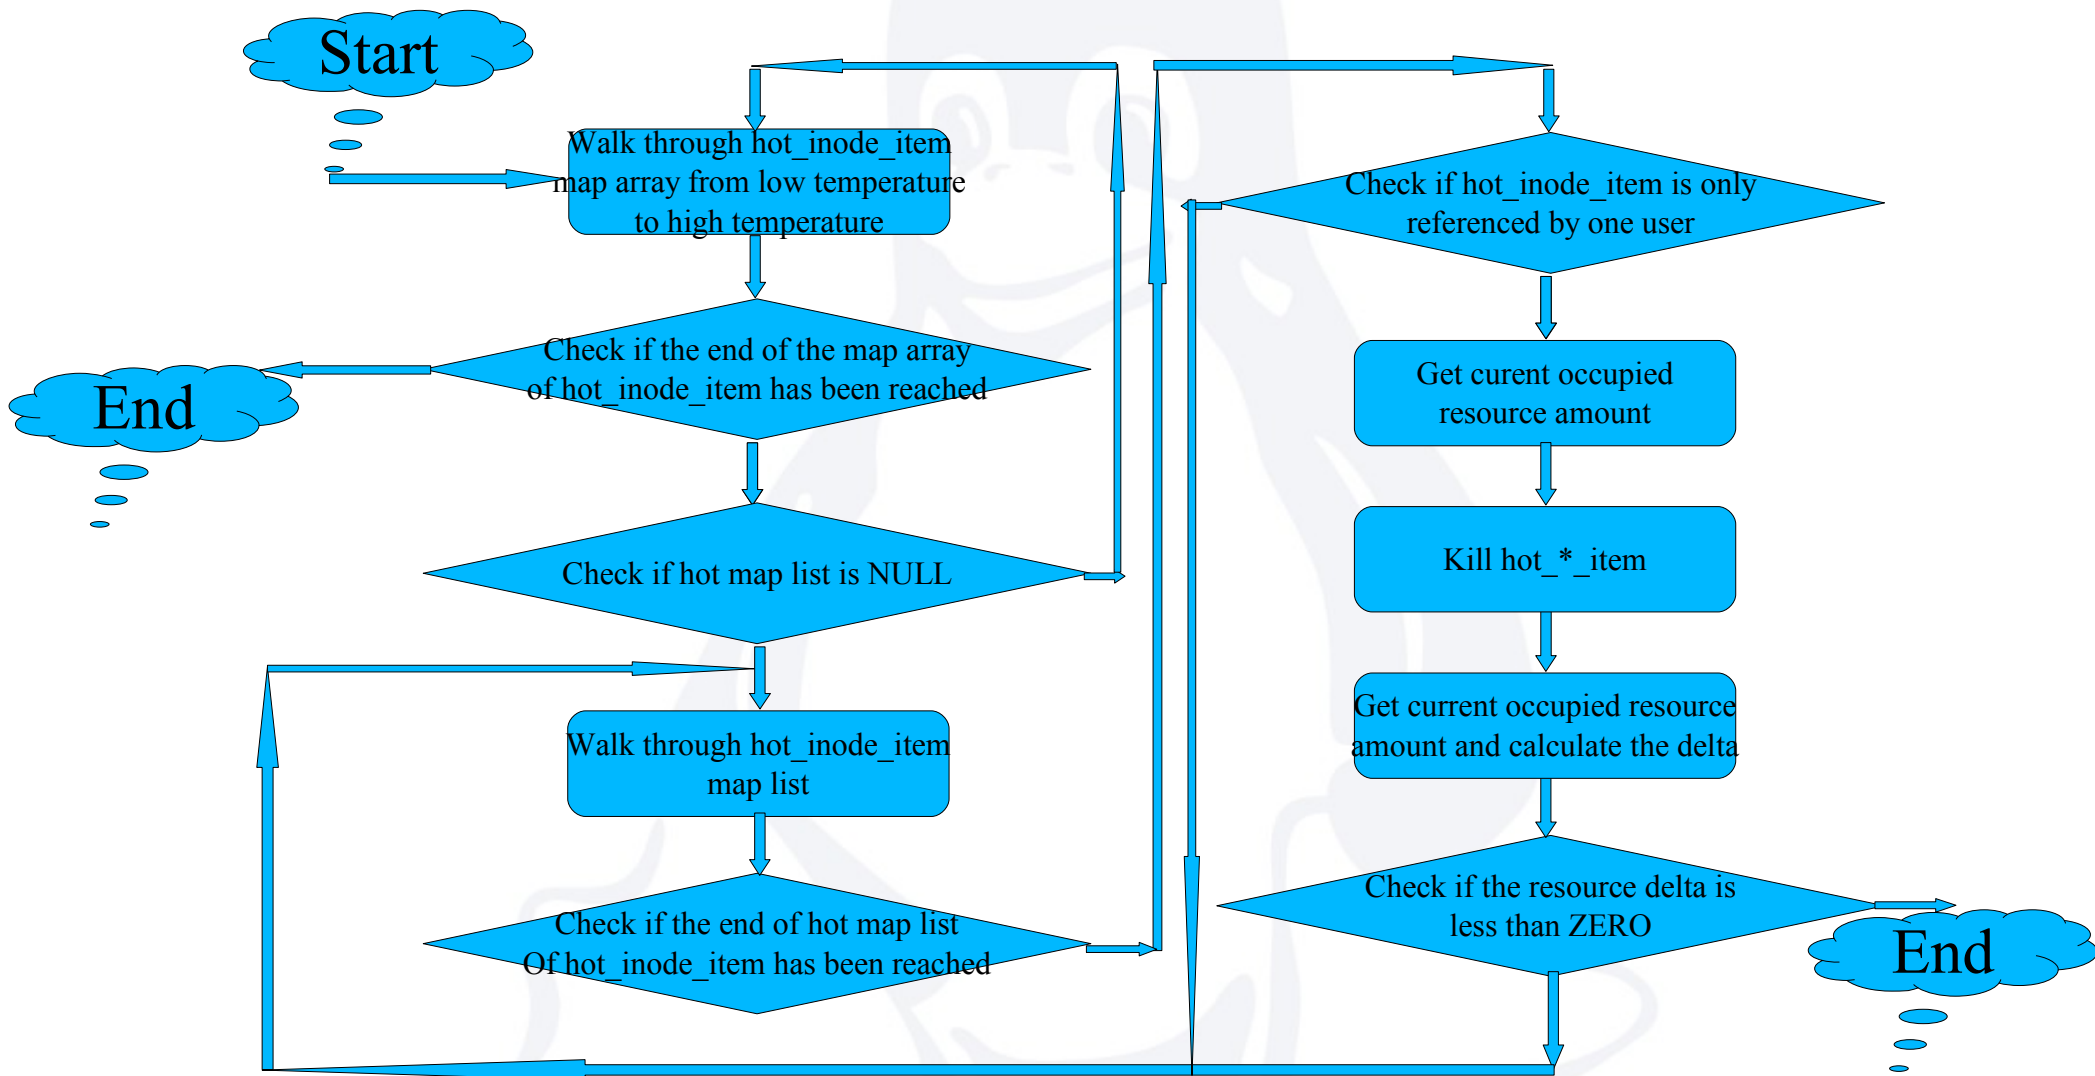 Start
Walk through hot_inode_item
map array from low temperature
to high temperature
Check if the end of the map array
of hot_inode_item has been reached
End
Check if hot map list is NULL
Walk through hot_inode_item
map list
Check if the end of hot map list
Of hot_inode_item has been reached
Check if hot_inode_item is only
referenced by one user
Get curent occupied
resource amount
Kill hot_*_item
Get current occupied resource
amount and calculate the delta
Check if the resource delta is
less than ZERO
End